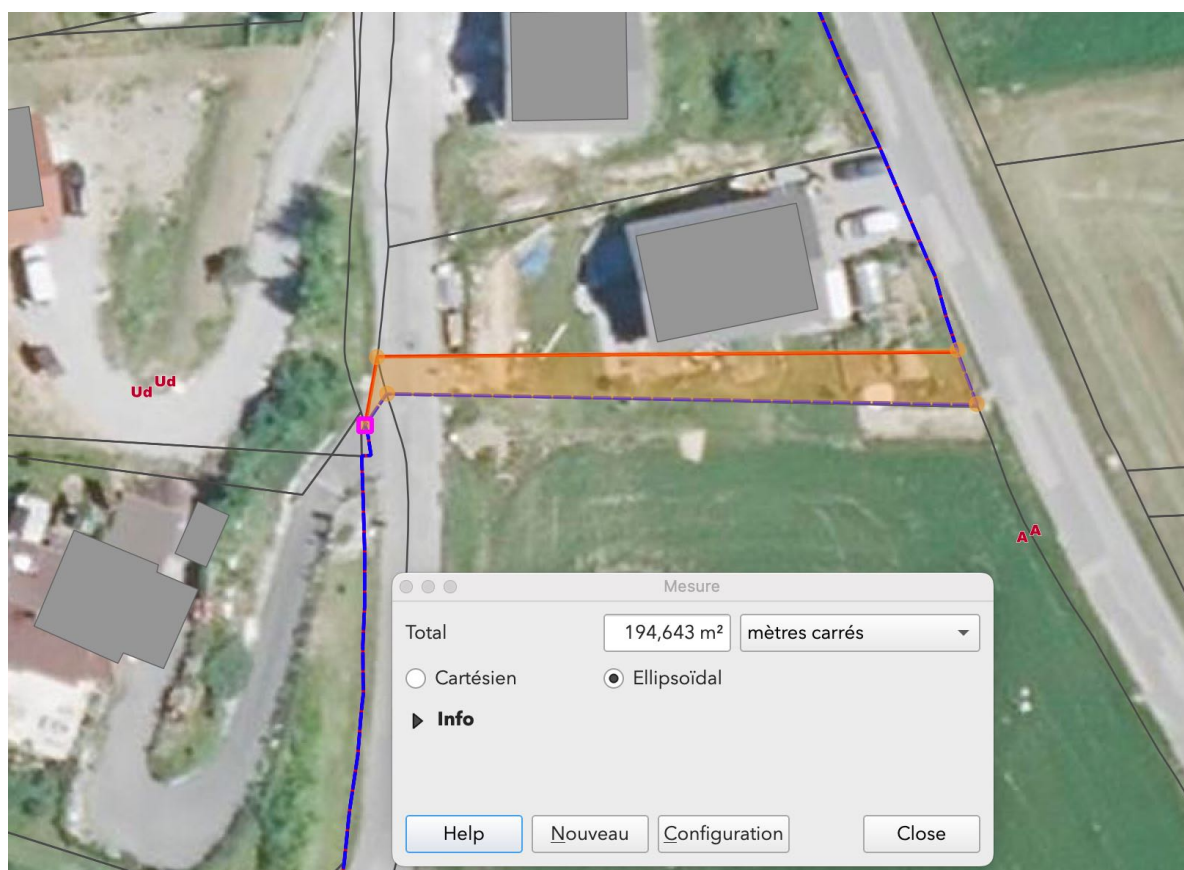 Ud Ud
A A
Mesure
Total 194,643 m² mètres carrés
Cartésien Ellipsoïdal
Info
Help Nouveau Configuration Close